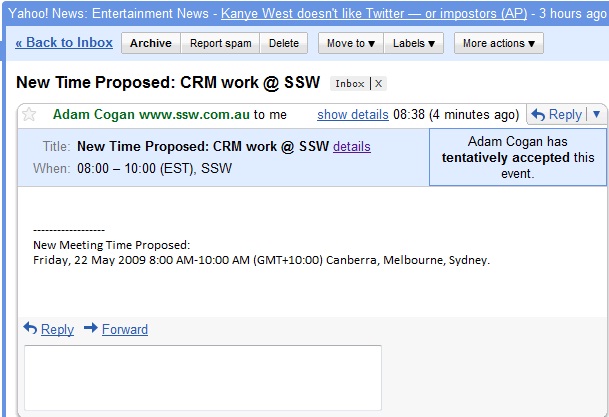 Yahoo! News: Entertainment News - Kanye West doesn't like Twitter — or impostors (AP) - 3 hours ago
« Back to Inbox Archive Report spam Delete Move to ▼ Labels ▼ More actions ▼
New Time Proposed: CRM work @ SSW Inbox | X
Adam Cogan www.ssw.com.au to me show details 08:38 (4 minutes ago) Reply ▼
Title: New Time Proposed: CRM work @ SSW details
When: 08:00 – 10:00 (EST), SSW
Adam Cogan has
tentatively accepted this
event.
------------------
New Meeting Time Proposed:
Friday, 22 May 2009 8:00 AM-10:00 AM (GMT+10:00) Canberra, Melbourne, Sydney.
Reply Forward